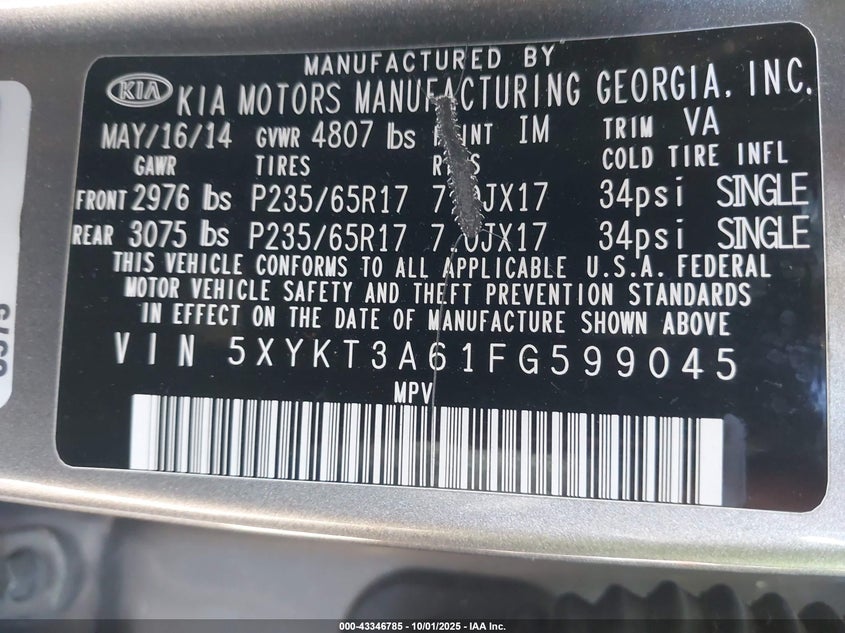 MANUFACTURED BY
KIA KIA MOTORS MANUFACTURING GEORGIA, INC.
MAY/16/14 GVWR 4807 lbs IM TRIM VA
GAWR TIRES COLD TIRE INFL
FRONT 2976 lbs P235/65R17 34psi SINGLE
REAR 3075 lbs P235/65R17 34psi SINGLE
THIS VEHICLE CONFORMS TO ALL APPLICABLE U.S.A. FEDERAL
MOTOR VEHICLE SAFETY AND THEFT PREVENTION STANDARDS
IN EFFECT ON THE DATE OF MANUFACTURE SHOWN ABOVE
VIN 5XYKT3A61FG599045
MPV
000-43346785 - 10/01/2025 - IAA Inc.